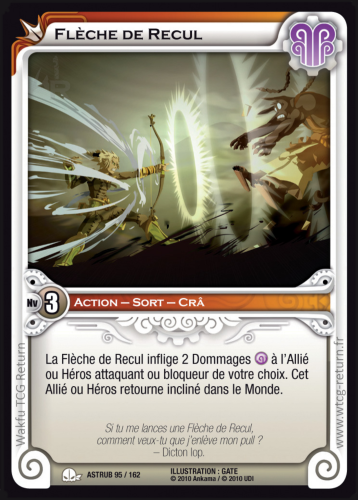 FLÈCHE DE RECUL
Nv 3
ACTION – SORT – CRÂ
La Flèche de Recul inflige 2 Dommages à l'Allié
ou Héros attaquant ou bloqueur de votre choix. Cet
Allié ou Héros retourne incliné dans le Monde.
Si tu me lances une Flèche de Recul,
comment veux-tu que j'enlève mon pull ?
– Dicton Iop.
Wakfu TCG Return
www.wtcg-return.fr
ASTRUB 95 / 162
ILLUSTRATION : GATE
© 2010 Ankama / © 2010 UDI